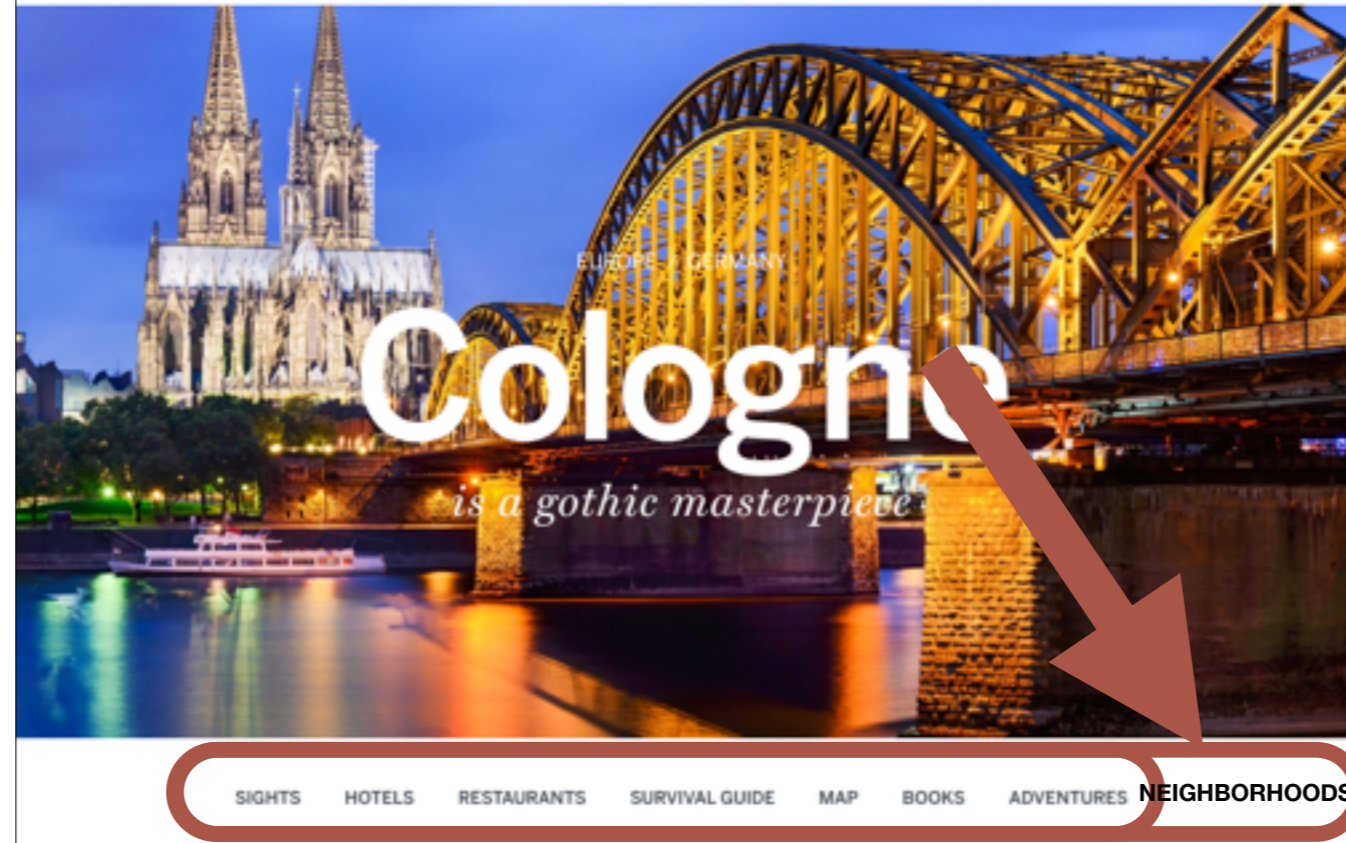 EUROPE / GERMANY
Cologne
is a gothic masterpiece
SIGHTS HOTELS RESTAURANTS SURVIVAL GUIDE MAP BOOKS ADVENTURES NEIGHBORHOODS